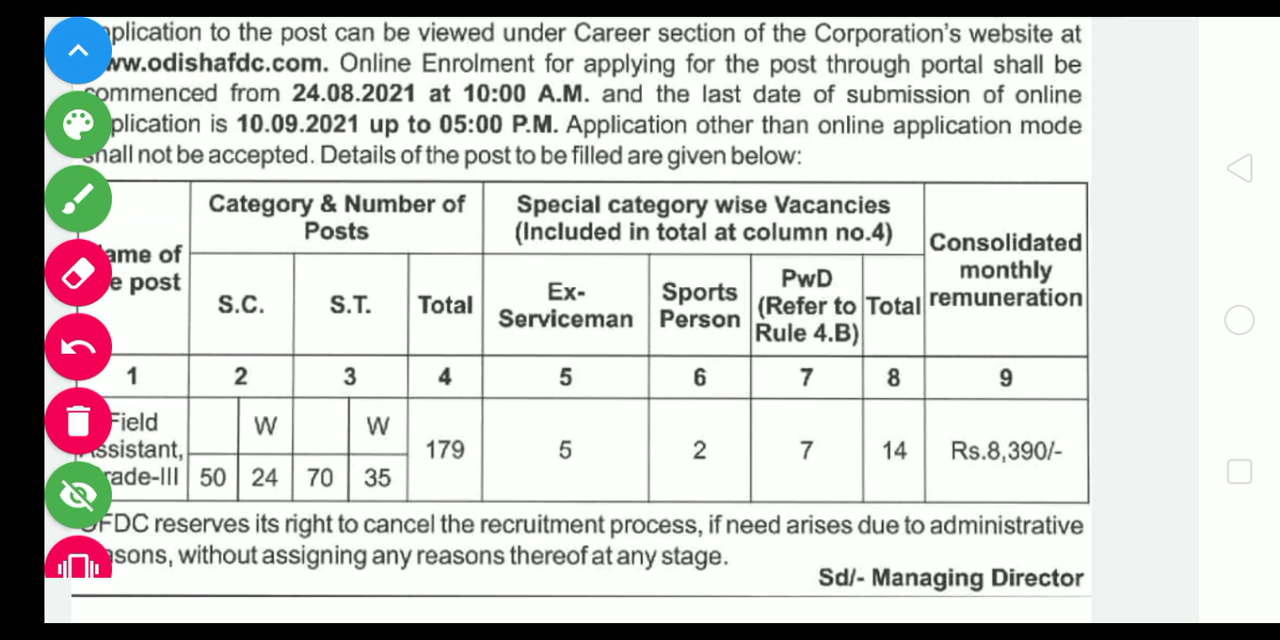 plication to the post can be viewed under Career section of the Corporation's website at
ww.odishafdc.com. Online Enrolment for applying for the post through portal shall be
commenced from 24.08.2021 at 10:00 A.M. and the last date of submission of online
plication is 10.09.2021 up to 05:00 P.M. Application other than online application mode
shall not be accepted. Details of the post to be filled are given below:
ame of
e post
Category & Number of
Posts
Special category wise Vacancies
(Included in total at column no.4)
Consolidated
monthly
remuneration
S.C.
S.T.
Total
Ex-
Serviceman
Sports
Person
PwD
(Refer to
Rule 4.B)
Total
1 2 3 4 5 6 7 8 9
Field
Assistant,
rade-III
W W
50 24 70 35
179 5 2 7 14 Rs.8,390/-
OFDC reserves its right to cancel the recruitment process, if need arises due to administrative
asons, without assigning any reasons thereof at any stage.
Sd/- Managing Director